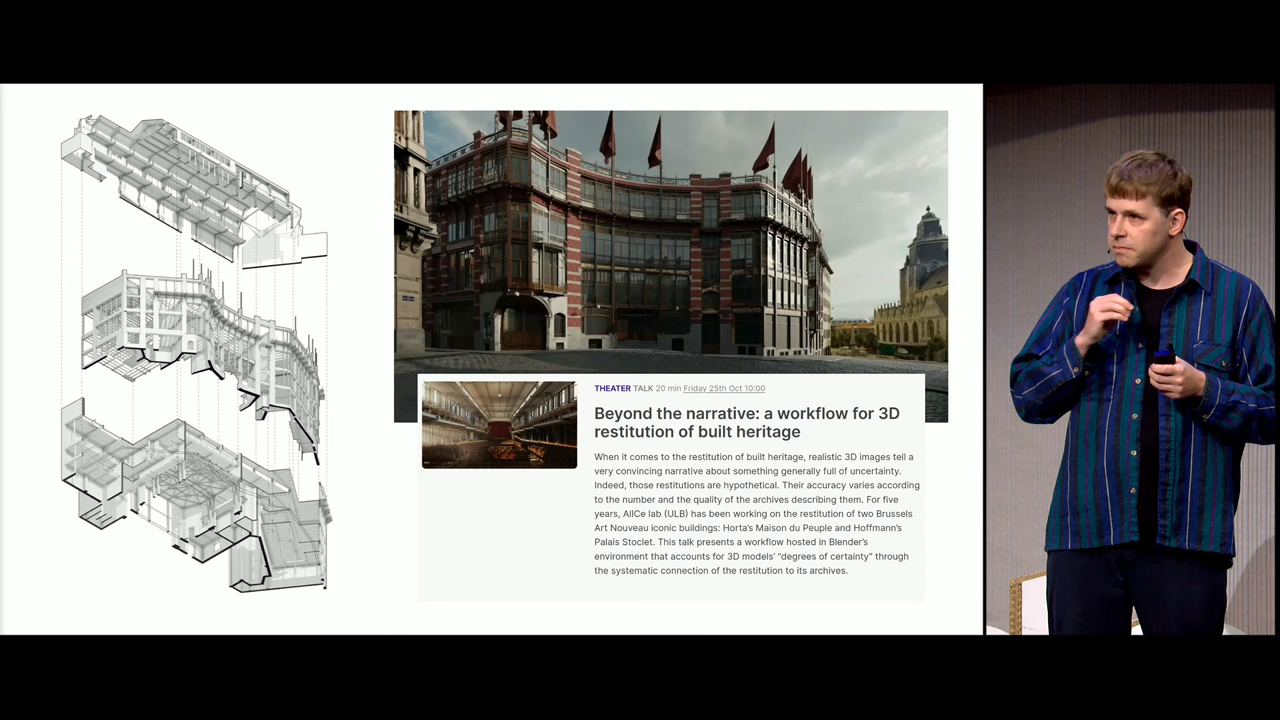 THEATER TALK 20 min Friday 25th Oct 10:00
Beyond the narrative: a workflow for 3D
restitution of built heritage
When it comes to the restitution of built heritage, realistic 3D images tell a
very convincing narrative about something generally full of uncertainty.
Indeed, those restitutions are hypothetical. Their accuracy varies according
to the number and the quality of the archives describing them. For five
years, AlICe lab (ULB) has been working on the restitution of two Brussels
Art Nouveau iconic buildings: Horta's Maison du Peuple and Hoffmann's
Palais Stoclet. This talk presents a workflow hosted in Blender's
environment that accounts for 3D models' "degrees of certainty" through
the systematic connection of the restitution to its archives.